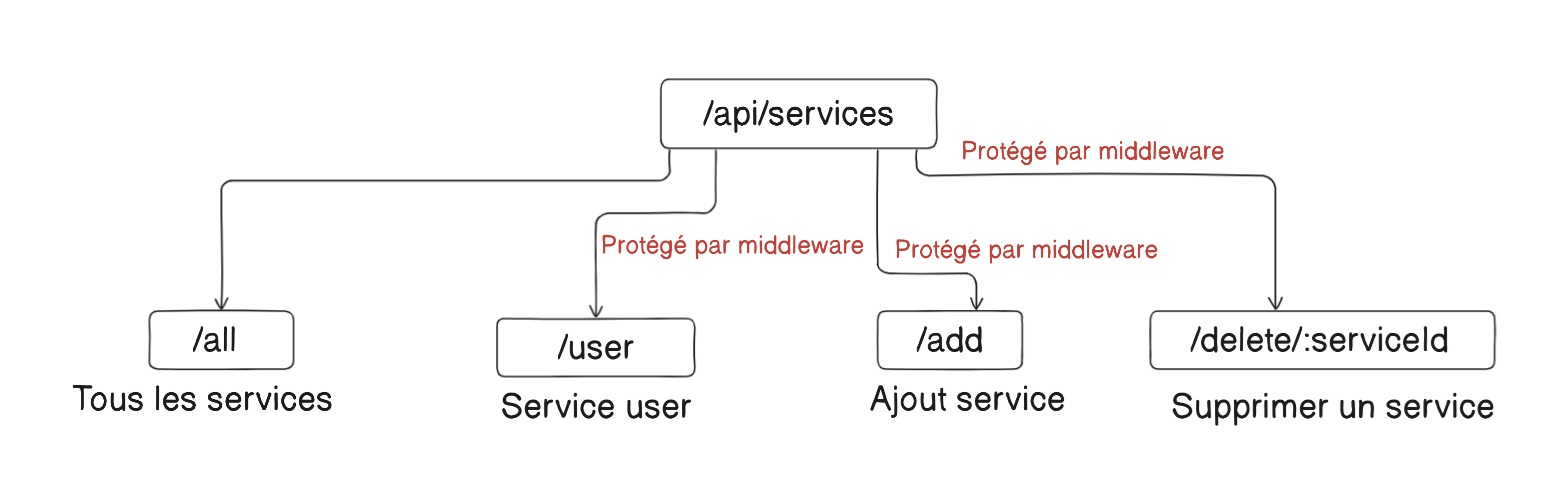 /api/services
Protégé par middleware
Protégé par middleware
Protégé par middleware
/all
/user
/add
/delete/:serviceId
Tous les services
Service user
Ajout service
Supprimer un service